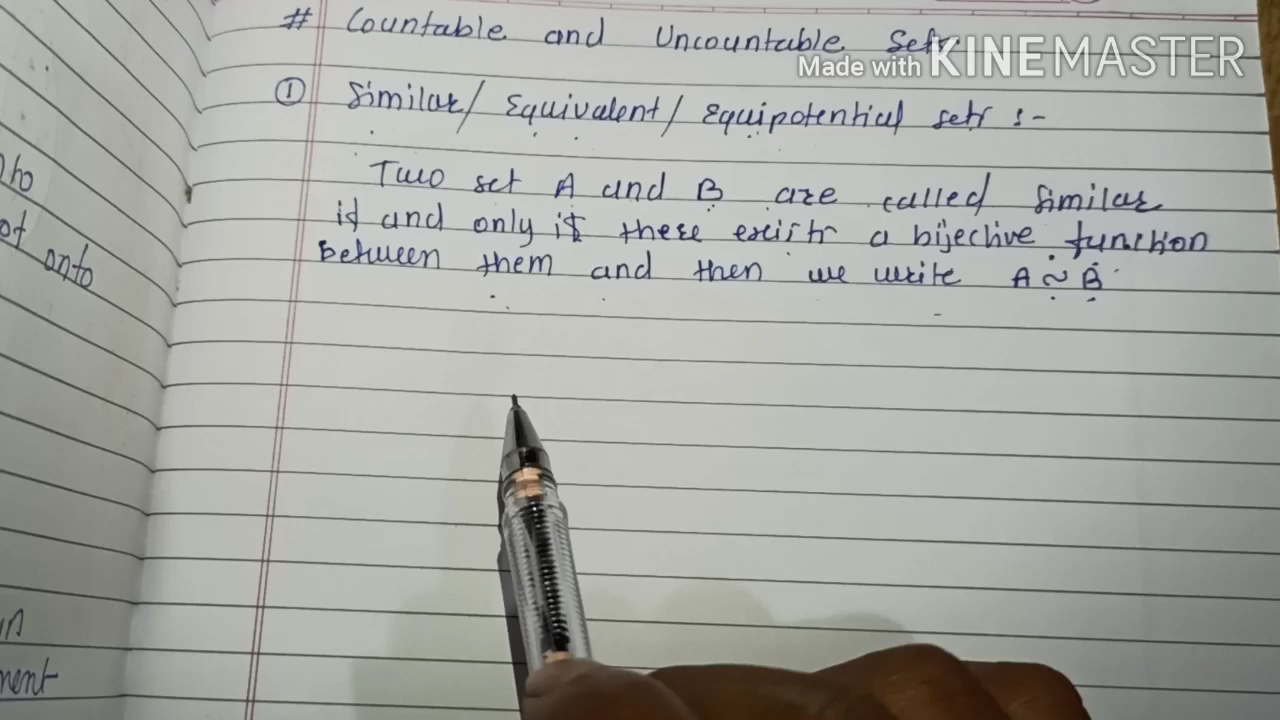 # Countable and Uncountable Sets
Made with KINEMASTER
① Similar/ Equivalent/ Equipotential sets :-
Two set A and B are called Similar
if and only if there exists a bijective function
between them and then we write A ~ B
onto